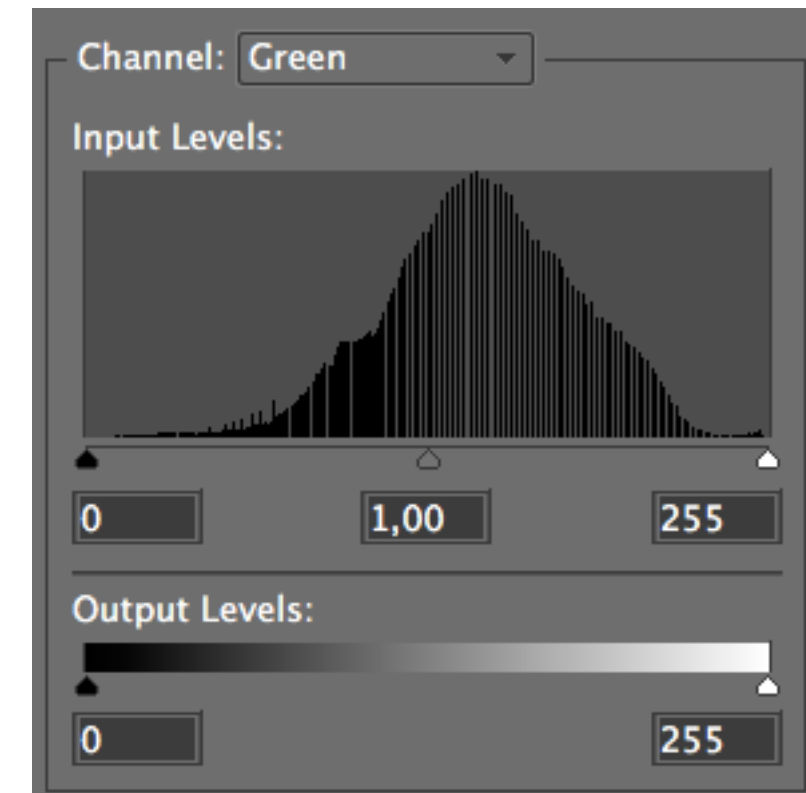 Channel: Green
Input Levels:
0 1,00 255
Output Levels:
0 255